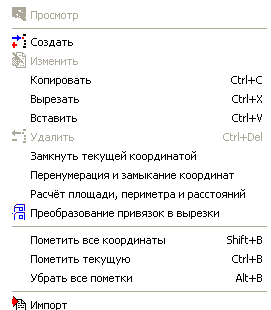 Просмотр
Создать
Изменить
Копировать Ctrl+C
Вырезать Ctrl+X
Вставить Ctrl+V
Удалить Ctrl+Del
Замкнуть текущей координатой
Перенумерация и замыкание координат
Расчёт площади, периметра и расстояний
Преобразование привязок в вырезки
Пометить все координаты Shift+B
Пометить текущую Ctrl+B
Убрать все пометки Alt+B
Импорт